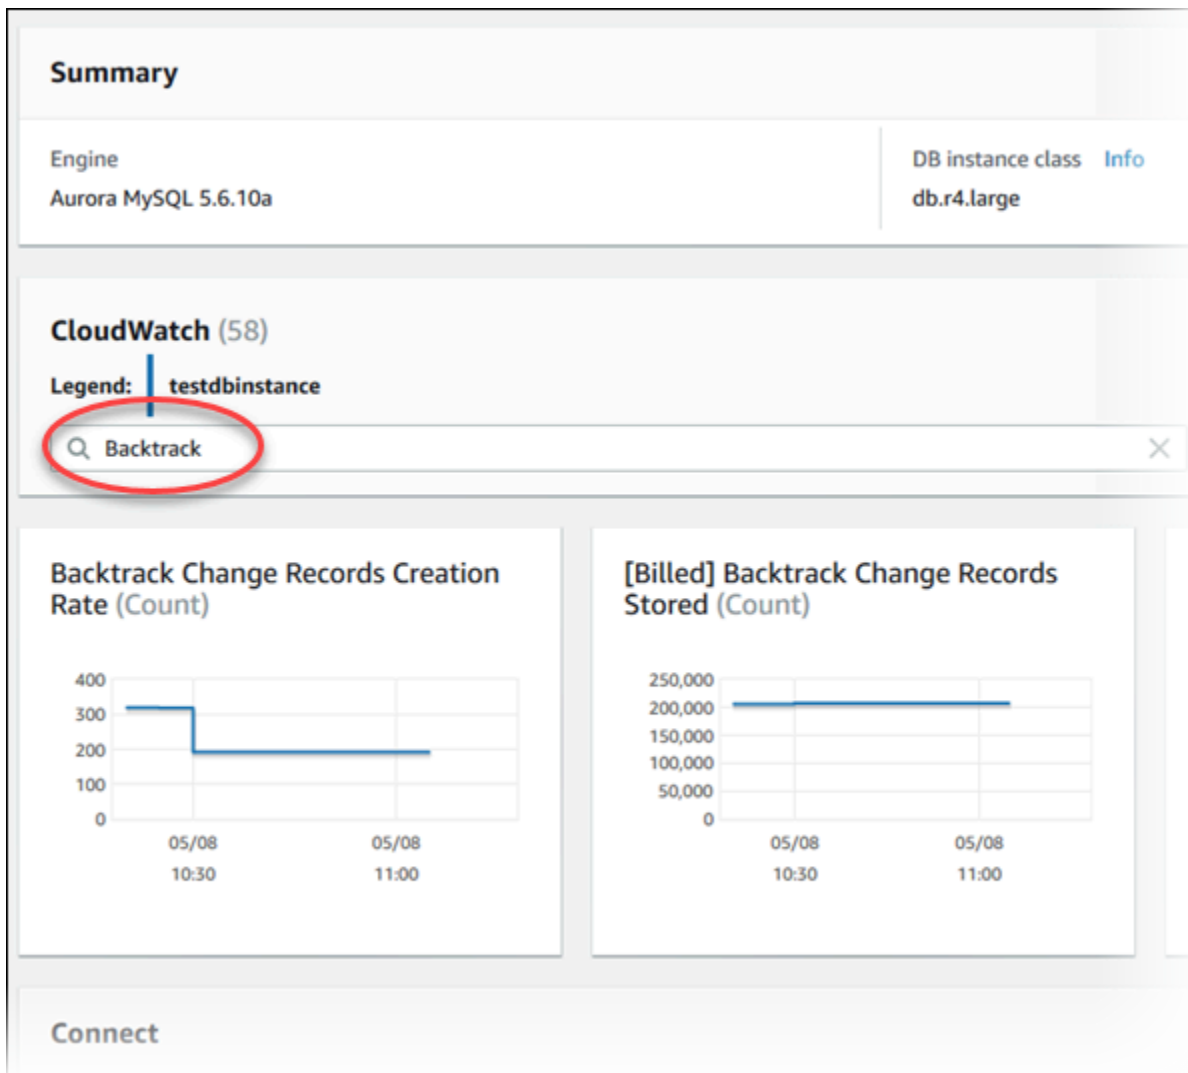 Summary
Engine
DB instance class Info
Aurora MySQL 5.6.10a
db.r4.large
CloudWatch (58)
Legend: testdbinstance
Backtrack
Backtrack Change Records Creation
Rate (Count)
400
300
200
100
0
05/08 05/08
10:30 11:00
[Billed] Backtrack Change Records
Stored (Count)
250,000
200,000
150,000
100,000
50,000
0
05/08 05/08
10:30 11:00
Connect